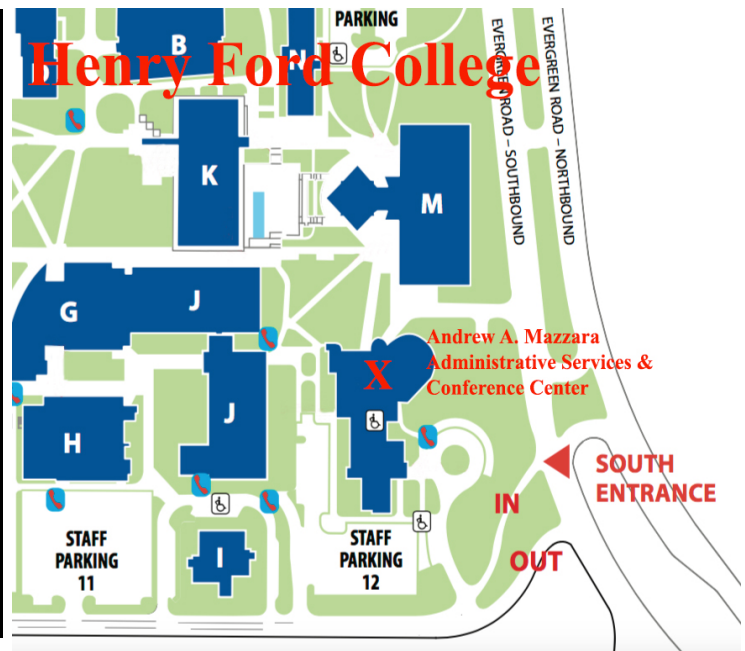 PARKING
B
N
Henry Ford College
EVERGREEN ROAD – SOUTHBOUND
EVERGREEN ROAD – NORTHBOUND
K
M
G
J
Andrew A. Mazzara
Administrative Services &
Conference Center
X
J
H
SOUTH
ENTRANCE
IN
OUT
STAFF
PARKING
11
I
STAFF
PARKING
12